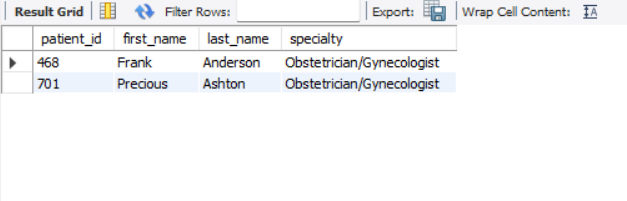 Result Grid Filter Rows: Export: Wrap Cell Content: IA
patient_id first_name last_name specialty
468 Frank Anderson Obstetrician/Gynecologist
701 Precious Ashton Obstetrician/Gynecologist